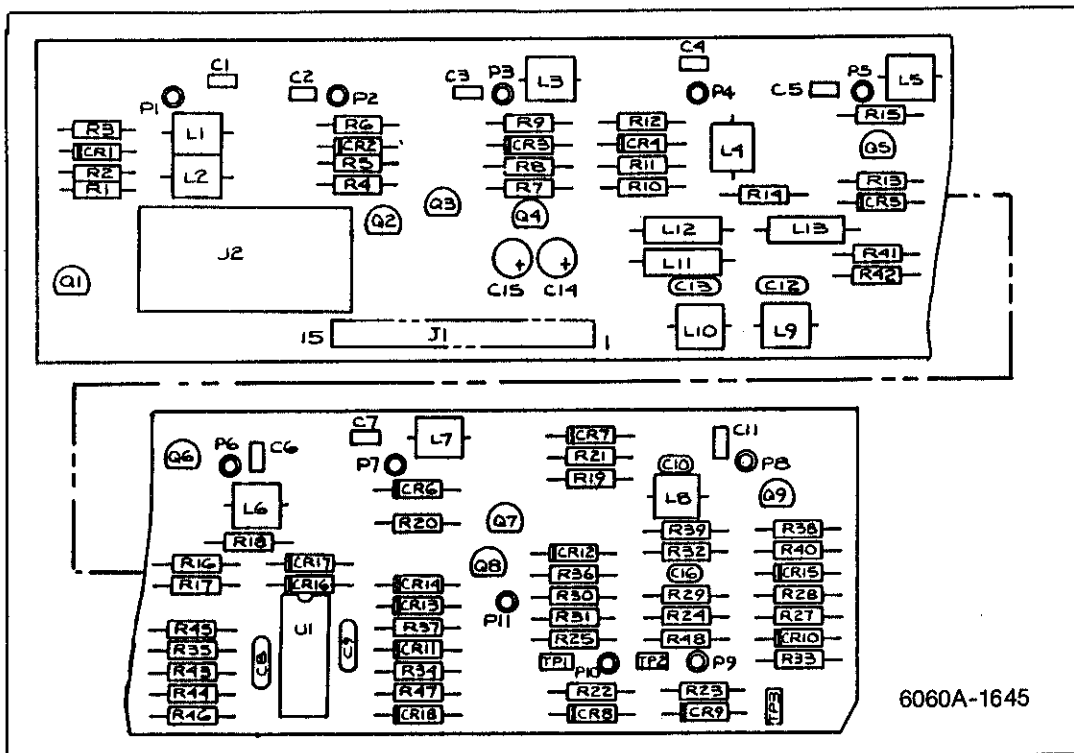 C1 C2 C3 P3 L3 C4 C5 P5 L5
P1 P2 P4
R3 L1 R6 R9 R12 L4 R15
CR1 CR2 CR3 CR4 Q5
R2 L2 R5 R8 R11
R1 R4 R7 R10 R14 R13
Q2 Q3 Q4 CR5
J2 L12 L13
Q1 L11 R41
C15 C14 C13 C12 R42
15 J1 1 L10 L9
Q6 P6 C6 C7 L7 CR7 C11
P7 R21 C10 P8
L6 CR6 R19 L8 Q9
R18 R20 Q7 R39 R38
R16 CR17 Q8 CR12 R32 R40
R17 CR16 CR14 R36 C16 CR15
U1 CR13 P11 R30 R29 R28
R45 R37 R31 R24 R27
R35 C8 C9 CR11 R25 R48 CR10
R43 R34 TP1 P10 TP2 P9 R33
R44 R47 R22 R23
R46 CR18 CR8 CR9 TP3
6060A-1645